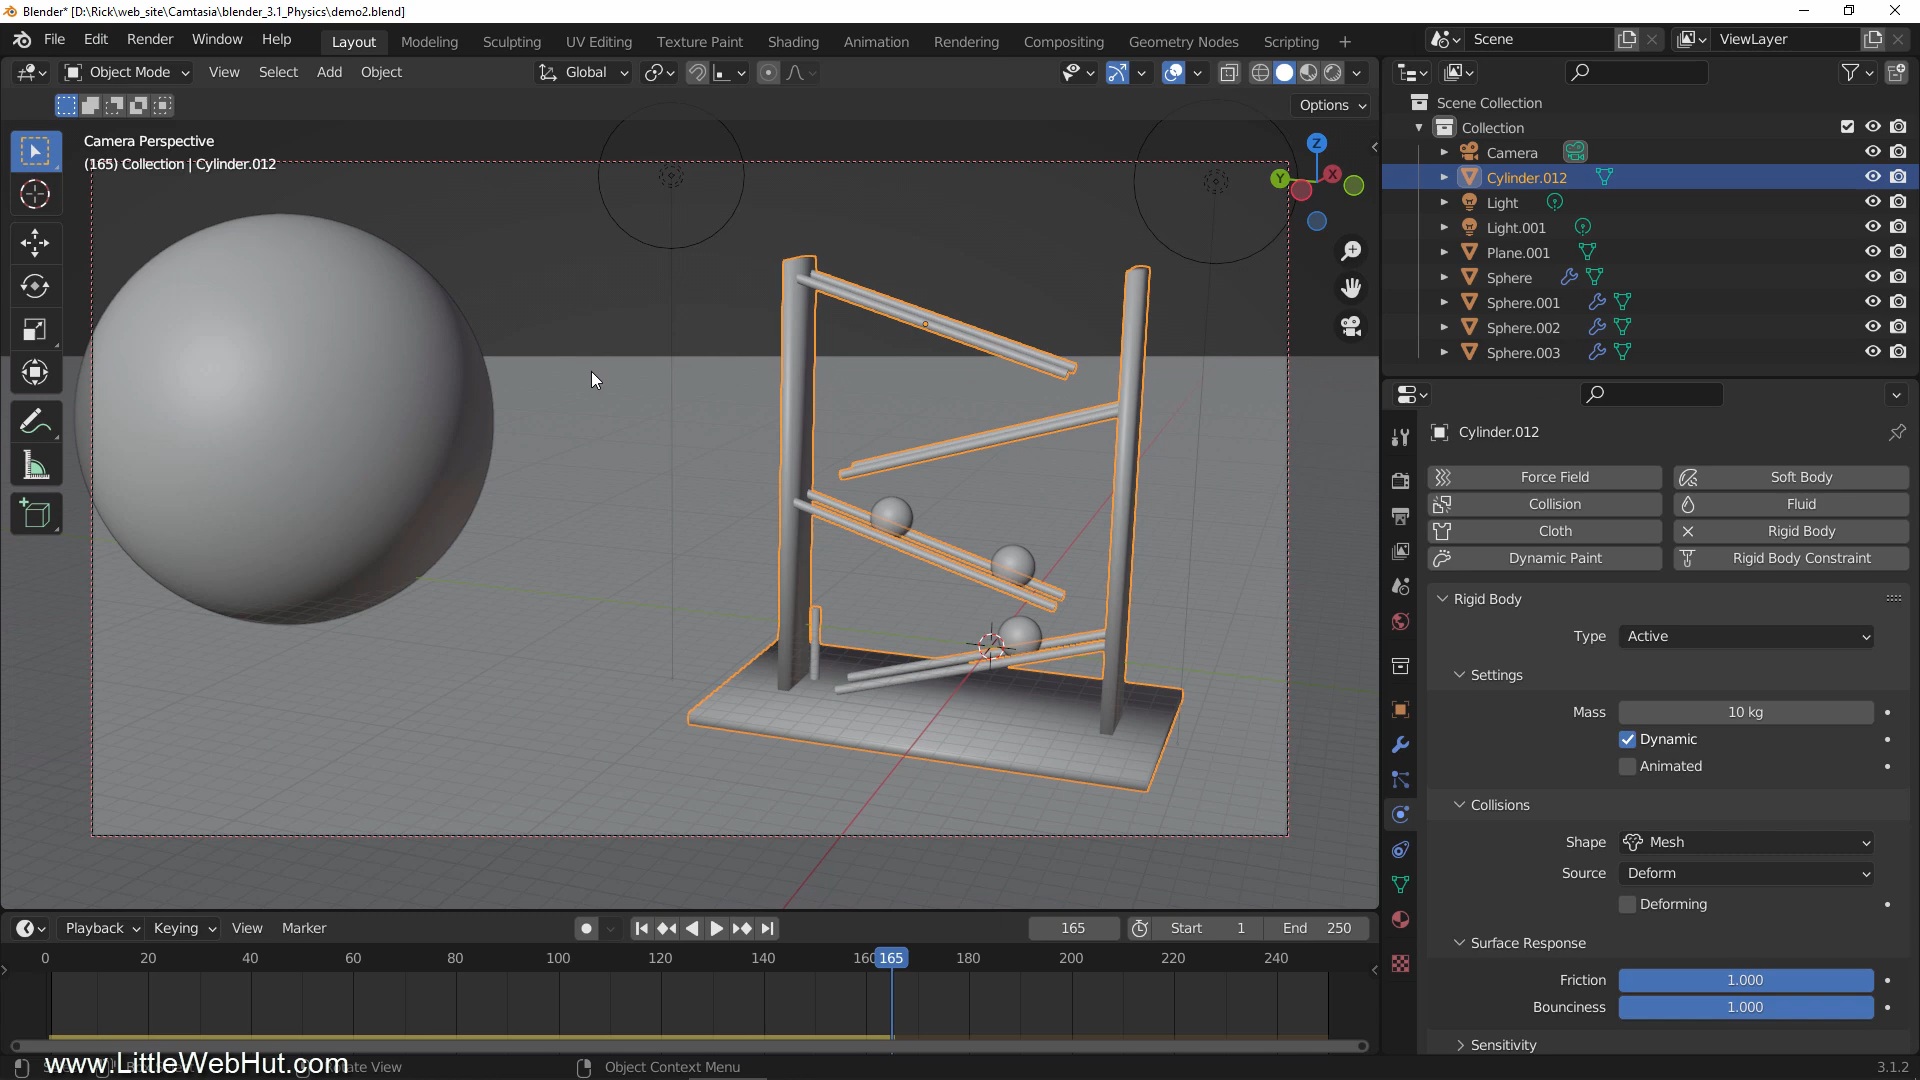 Blender* [D:\Rick\web_site\Camtasia\blender_3.1_Physics\demo2.blend]
File Edit Render Window Help Layout Modeling Sculpting UV Editing Texture Paint Shading Animation Rendering Compositing Geometry Nodes Scripting + Scene ViewLayer
Object Mode View Select Add Object Global
Options
Camera Perspective
(165) Collection | Cylinder.012
Z
Y
X
Scene Collection
Collection
Camera
Cylinder.012
Light
Light.001
Plane.001
Sphere
Sphere.001
Sphere.002
Sphere.003
Cylinder.012
Force Field Soft Body
Collision Fluid
Cloth Rigid Body
Dynamic Paint Rigid Body Constraint
Rigid Body
Type Active
Settings
Mass 10 kg
Dynamic
Animated
Collisions
Shape Mesh
Source Deform
Deforming
Surface Response
Friction 1.000
Bounciness 1.000
Sensitivity
Playback Keying View Marker 165 Start 1 End 250
0 20 40 60 80 100 120 140 160 165 180 200 220 240
www.LittleWebHut.com
Rotate View Object Context Menu 3.1.2